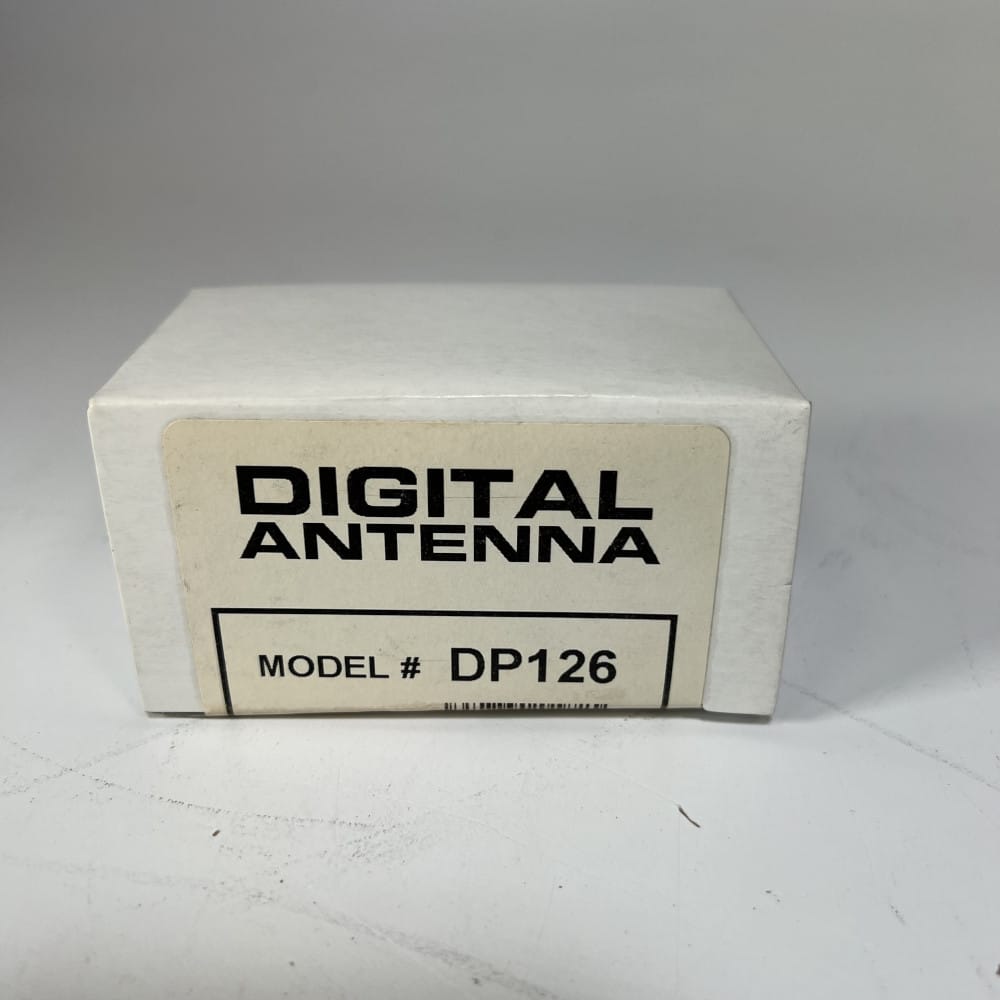 DIGITAL
ANTENNA
MODEL # DP126